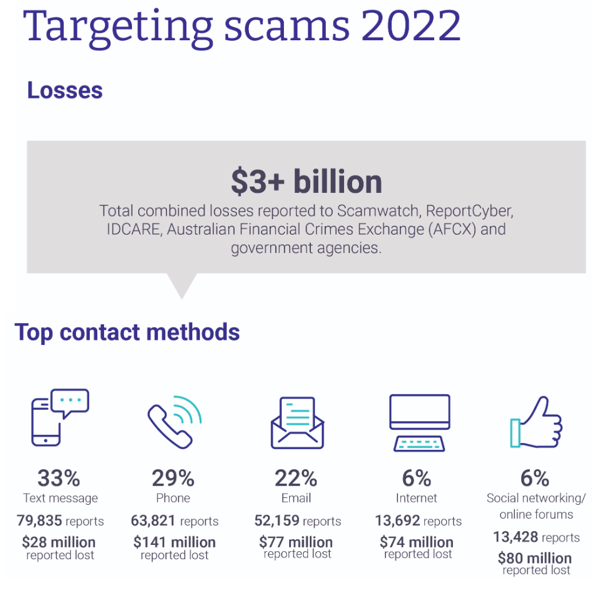 Targeting scams 2022
Losses
$3+ billion
Total combined losses reported to Scamwatch, ReportCyber,
IDCARE, Australian Financial Crimes Exchange (AFCX) and
government agencies.
Top contact methods
33%
Text message
79,835 reports
$28 million
reported lost
29%
Phone
63,821 reports
$141 million
reported lost
22%
Email
52,159 reports
$77 million
reported lost
6%
Internet
13,692 reports
$74 million
reported lost
6%
Social networking/
online forums
13,428 reports
$80 million
reported lost